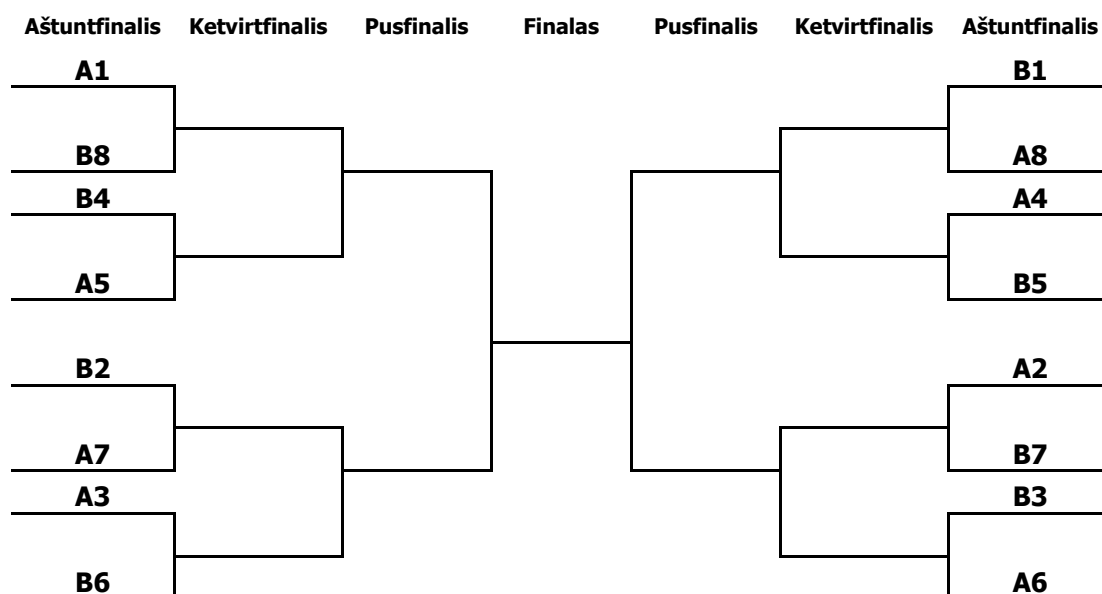 Aštuntfinalis Ketvirtfinalis Pusfinalis Finalas Pusfinalis Ketvirtfinalis Aštuntfinalis
A1 B1
B8 A8
B4 A4
A5 B5
B2 A2
A7 B7
A3 B3
B6 A6